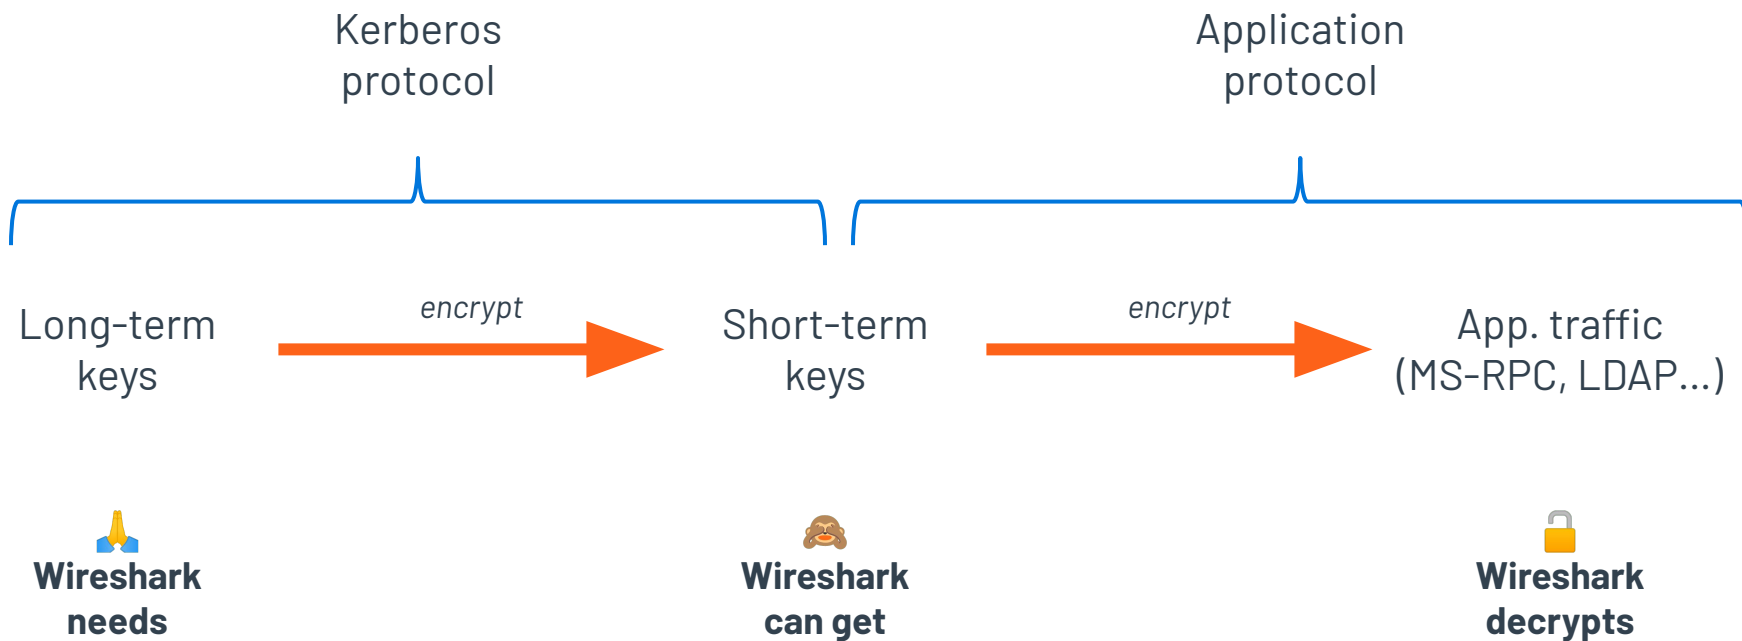 Kerberos
protocol
Application
protocol
Long-term
keys
encrypt
Short-term
keys
encrypt
App. traffic
(MS-RPC, LDAP...)
Wireshark
needs
Wireshark
can get
Wireshark
decrypts